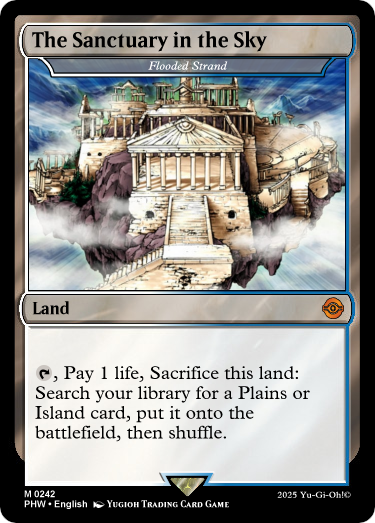 The Sanctuary in the Sky
Flooded Strand
Land
, Pay 1 life, Sacrifice this land:
Search your library for a Plains or
Island card, put it onto the
battlefield, then shuffle.
M 0242
PHW • English YUGIOH TRADING CARD GAME
2025 Yu-Gi-Oh!©